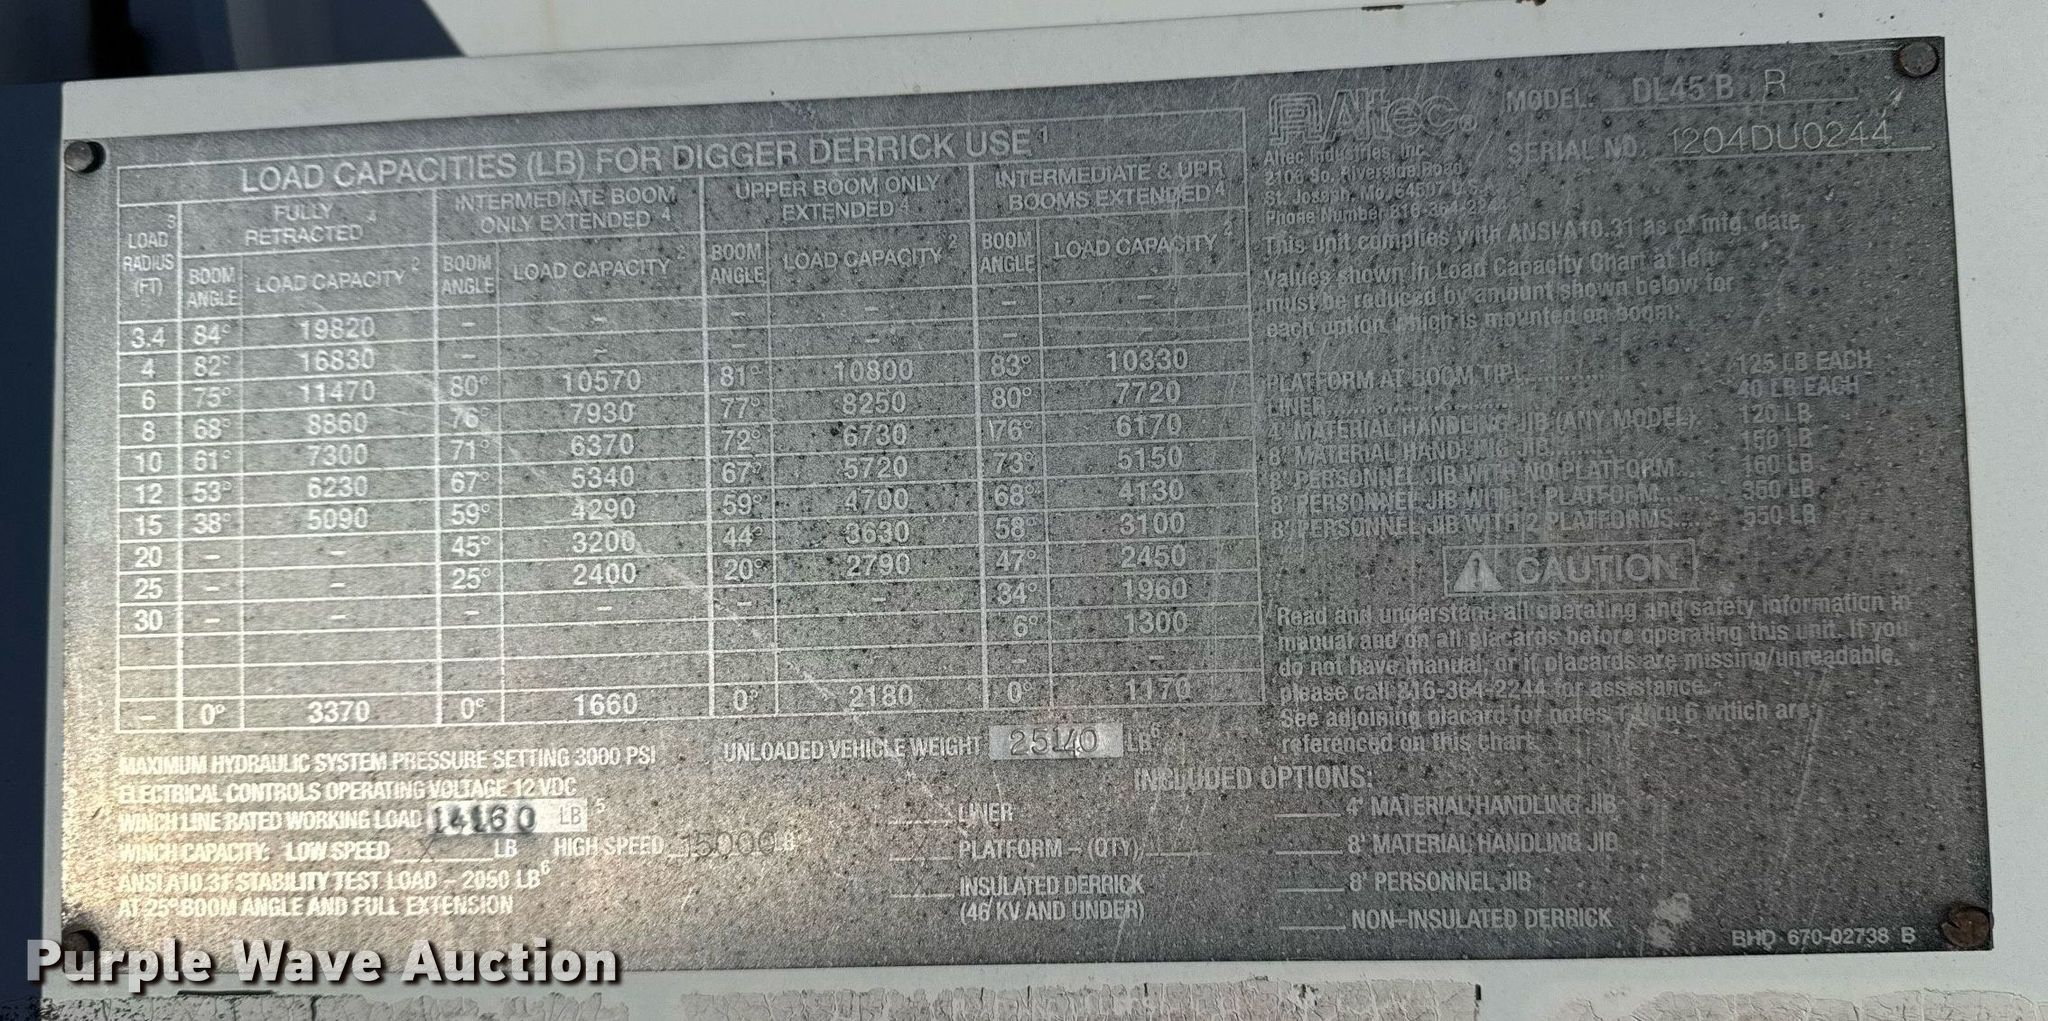 LOAD CAPACITIES (LB) FOR DIGGER DERRICK USE 1
LOAD 3 RADIUS (FT)
FULLY RETRACTED 4
INTERMEDIATE BOOM ONLY EXTENDED 4
UPPER BOOM ONLY EXTENDED 4
INTERMEDIATE & UPR BOOMS EXTENDED 4
BOOM ANGLE LOAD CAPACITY 2 BOOM ANGLE LOAD CAPACITY 2 BOOM ANGLE LOAD CAPACITY 2 BOOM ANGLE LOAD CAPACITY 2
3.4 84° 19820 – – – – – –
4 82° 16830 – – – – – –
6 75° 11470 80° 10570 81° 10800 83° 10330
8 68° 8860 76° 7930 77° 8250 80° 7720
10 61° 7300 71° 6370 72° 6730 76° 6170
12 53° 6230 67° 5340 67° 5720 73° 5150
15 38° 5090 59° 4290 59° 4700 68° 4130
20 – – 45° 3200 44° 3630 58° 3100
25 – – 25° 2400 20° 2790 47° 2450
30 – – – – – – 34° 1960
6° 1300
– –
– 0° 3370 0° 1660 0° 2180 0° 1170
MAXIMUM HYDRAULIC SYSTEM PRESSURE SETTING 3000 PSI
ELECTRICAL CONTROLS OPERATING VOLTAGE 12 VDC
WINCH LINE RATED WORKING LOAD 14160 LB 5
WINCH CAPACITY: LOW SPEED X LB HIGH SPEED 15000 LB
ANSI A10.31 STABILITY TEST LOAD – 2050 LB 6
AT 25° BOOM ANGLE AND FULL EXTENSION
UNLOADED VEHICLE WEIGHT 25140 LB 6
Altec
MODEL: DL45 B R
SERIAL NO. 1204DU0244
Altec Industries, Inc.
2106 So. Riverside Road
St. Joseph, Mo. 64507 U.S.A.
Phone Number 816-364-2244
This unit complies with ANSI A10.31 as of mfg. date.
Values shown in Load Capacity Chart at left
must be reduced by amount shown below for
each option which is mounted on boom:
PLATFORM AT BOOM TIP 125 LB EACH
LINER 40 LB EACH
4' MATERIAL HANDLING JIB (ANY MODEL) 120 LB
8' MATERIAL HANDLING JIB 150 LB
8' PERSONNEL JIB WITH NO PLATFORM 160 LB
8' PERSONNEL JIB WITH 1 PLATFORM 350 LB
8' PERSONNEL JIB WITH 2 PLATFORMS 550 LB
CAUTION
Read and understand all operating and safety information in
manual and on all placards before operating this unit. If you
do not have manual, or if placards are missing/unreadable,
please call 816-364-2244 for assistance.
See adjoining placard for notes 1 thru 6 which are
referenced on this chart.
INCLUDED OPTIONS:
LINER
X PLATFORM – (QTY)
X INSULATED DERRICK
(46 KV AND UNDER)
4' MATERIAL HANDLING JIB
8' MATERIAL HANDLING JIB
8' PERSONNEL JIB
NON-INSULATED DERRICK
BHD 670-02738 B
Purple Wave Auction